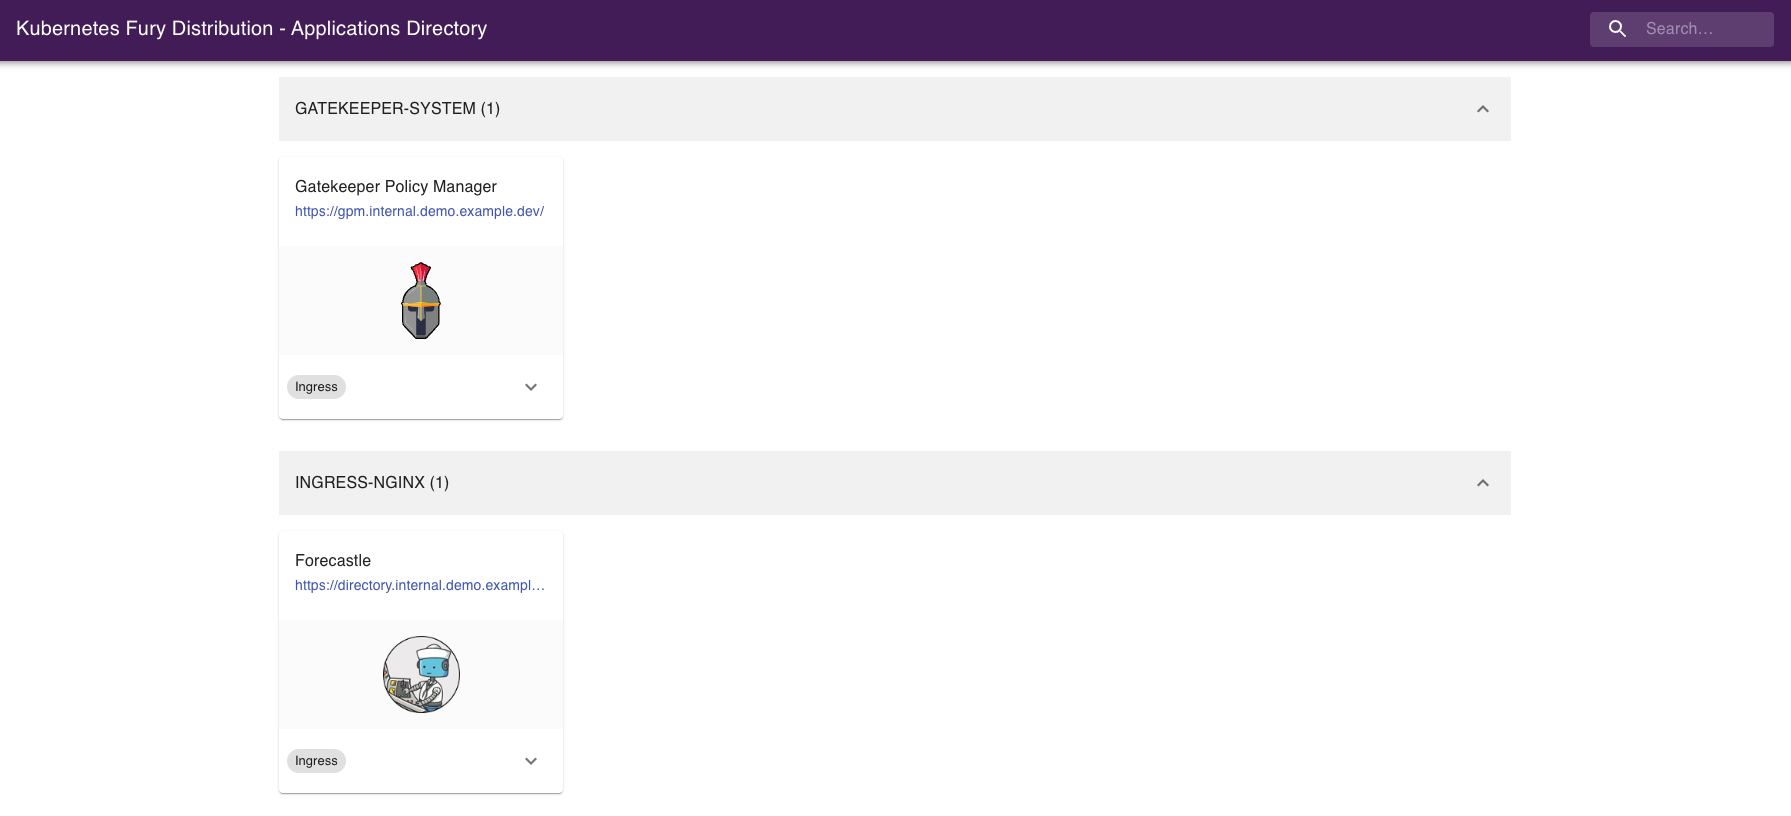 Kubernetes Fury Distribution - Applications Directory
Search…
GATEKEEPER-SYSTEM (1)
Gatekeeper Policy Manager
https://gpm.internal.demo.example.dev/
Ingress
INGRESS-NGINX (1)
Forecastle
https://directory.internal.demo.exampl…
Ingress